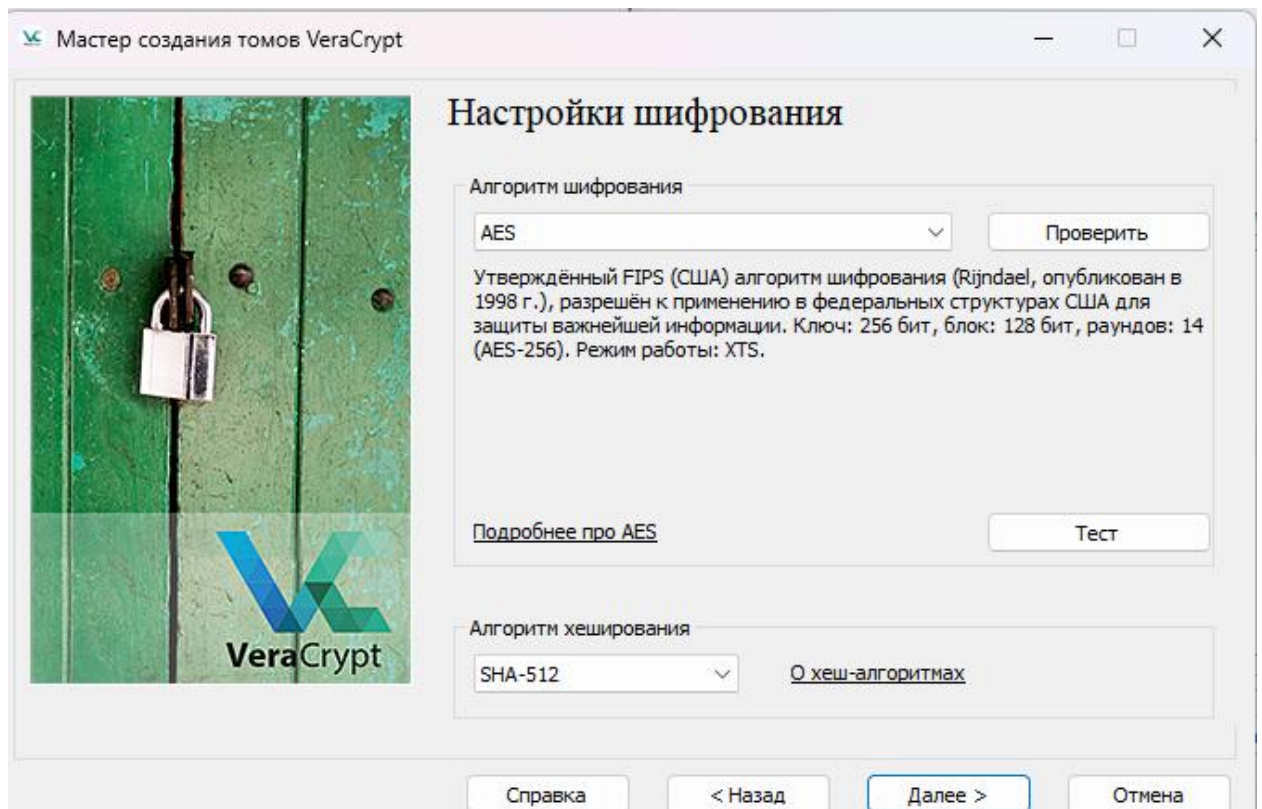 Мастер создания томов VeraCrypt
Настройки шифрования
Алгоритм шифрования
AES
Проверить
Утверждённый FIPS (США) алгоритм шифрования (Rijndael, опубликован в
1998 г.), разрешён к применению в федеральных структурах США для
защиты важнейшей информации. Ключ: 256 бит, блок: 128 бит, раундов: 14
(AES-256). Режим работы: XTS.
Подробнее про AES
Тест
VeraCrypt
Алгоритм хеширования
SHA-512
О хеш-алгоритмах
Справка
< Назад
Далее >
Отмена